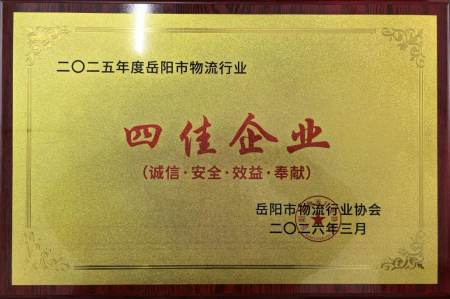 二〇二五年度岳阳市物流行业
四佳企业
（诚信·安全·效益·奉献）
岳阳市物流行业协会
二〇二六年三月